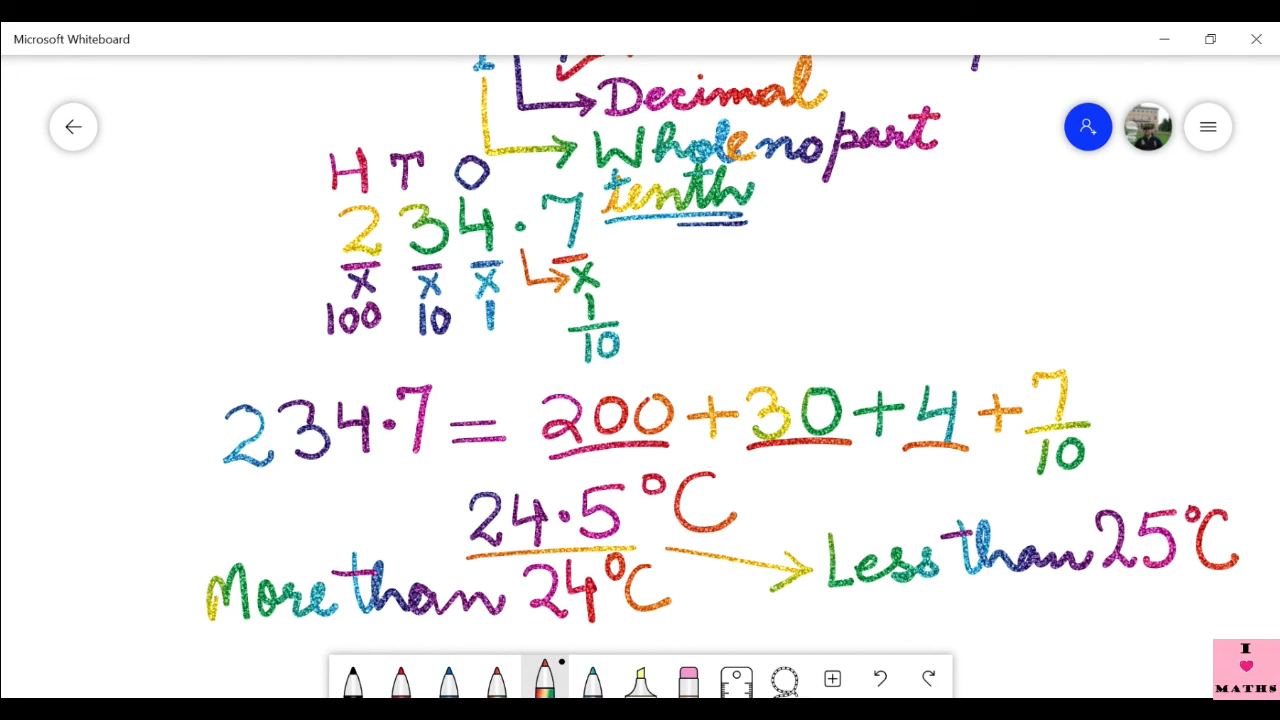 Microsoft Whiteboard
Decimal
Whole no part
H T O
tenth
2 3 4 . 7
x x x x
100 10 1 1/10
234.7 = 200 + 30 + 4 + 7/10
24.5°C
More than 24°C
Less than 25°C
I
MATHS